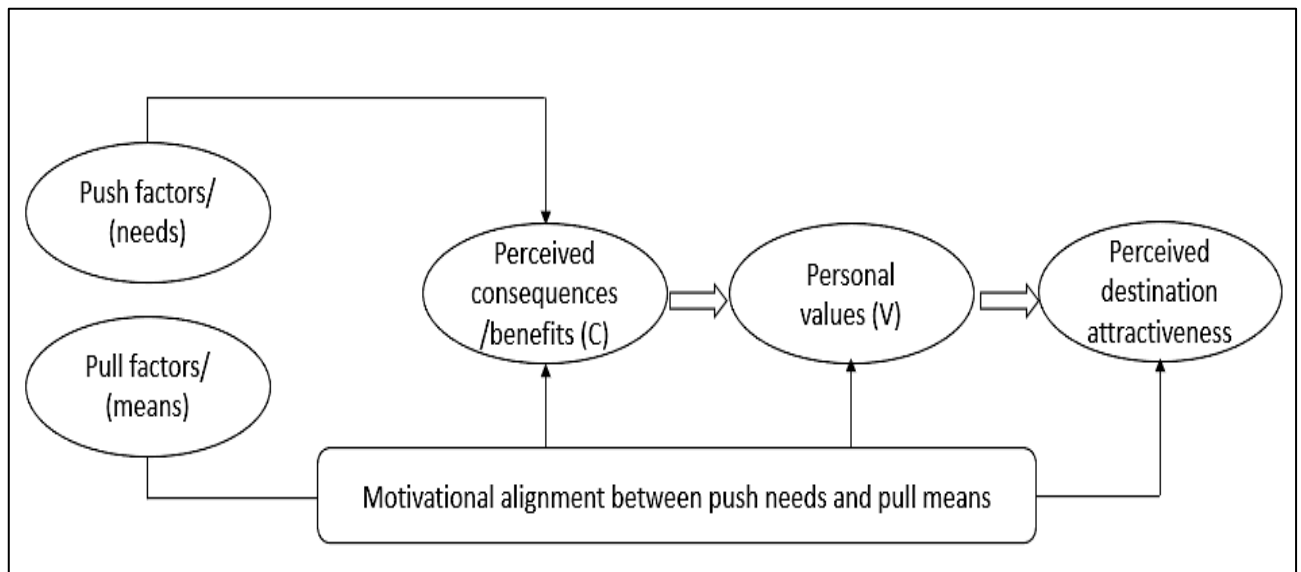 Push factors/
(needs)
Pull factors/
(means)
Perceived
consequences
/benefits (C)
Personal
values (V)
Perceived
destination
attractiveness
Motivational alignment between push needs and pull means